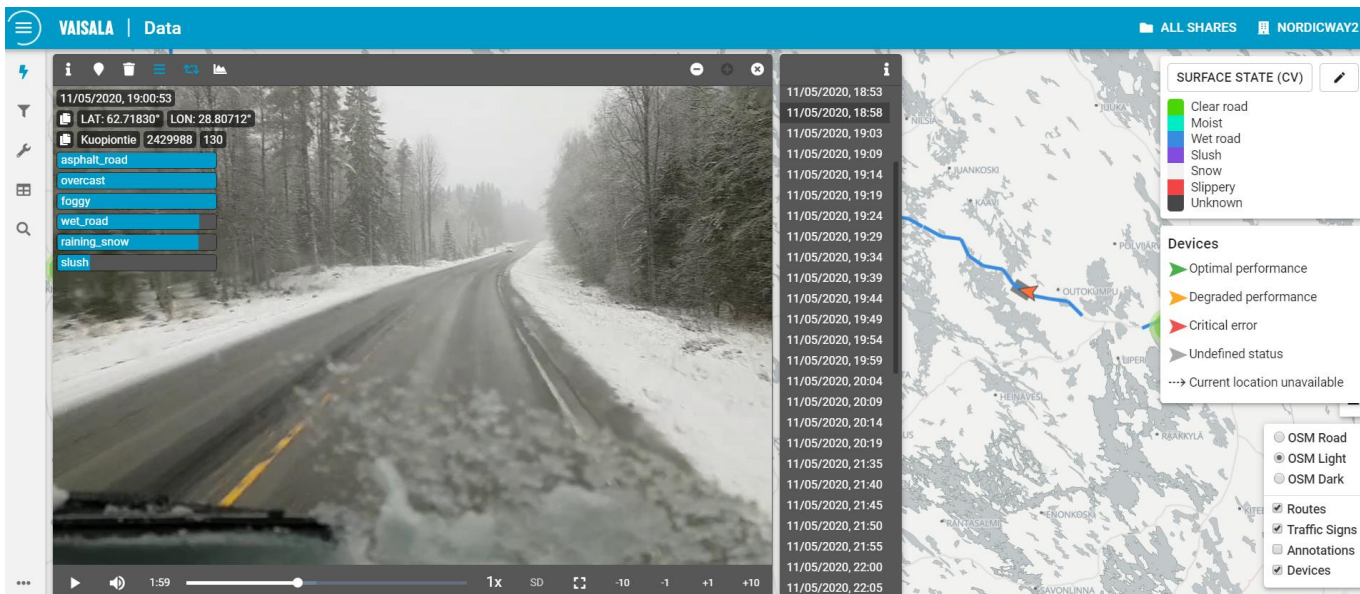 VAISALA | Data
ALL SHARES
NORDICWAY2
11/05/2020, 19:00:53
LAT: 62.71830° LON: 28.80712°
Kuopiontie 2429988 130
asphalt_road
overcast
foggy
wet_road
raining_snow
slush
1:59
1x
SD
-10
-1
+1
+10
11/05/2020, 18:53
11/05/2020, 18:58
11/05/2020, 19:03
11/05/2020, 19:09
11/05/2020, 19:14
11/05/2020, 19:19
11/05/2020, 19:24
11/05/2020, 19:29
11/05/2020, 19:34
11/05/2020, 19:39
11/05/2020, 19:44
11/05/2020, 19:49
11/05/2020, 19:54
11/05/2020, 19:59
11/05/2020, 20:04
11/05/2020, 20:09
11/05/2020, 20:14
11/05/2020, 20:19
11/05/2020, 21:35
11/05/2020, 21:40
11/05/2020, 21:45
11/05/2020, 21:50
11/05/2020, 21:55
11/05/2020, 22:00
11/05/2020, 22:05
JUUKA
NILSIÄ
JUANKOSKI
KAAVI
POLVIJÄR
OUTOKUMPU
LIPERI
HEINÄVESI
RÄÄKKYLÄ
ENONKOSKI
RANTASALMI
SAVONLINNA
KITE
SURFACE STATE (CV)
Clear road
Moist
Wet road
Slush
Snow
Slippery
Unknown
Devices
Optimal performance
Degraded performance
Critical error
Undefined status
Current location unavailable
OSM Road
OSM Light
OSM Dark
Routes
Traffic Signs
Annotations
Devices